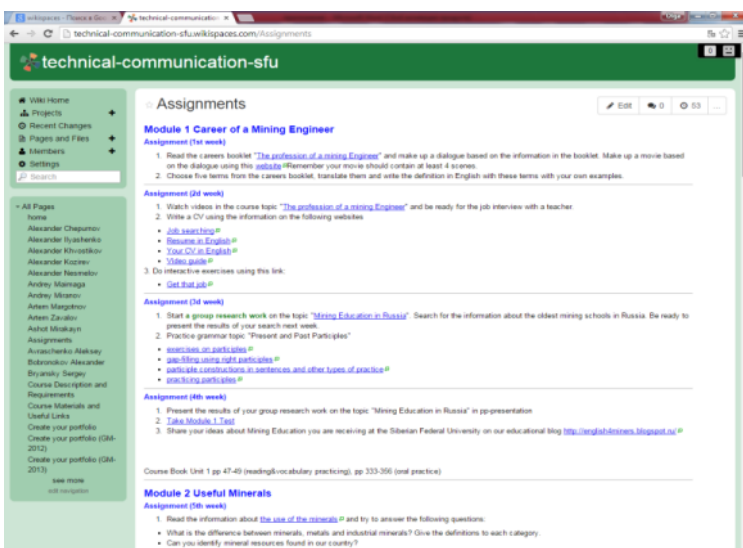 wikispaces - Поиск в Goo
technical-communication
technical-communication-sfu.wikispaces.com/Assignments
0
technical-communication-sfu
Wiki Home
Projects
Recent Changes
Pages and Files
Members
Settings
Search
All Pages
home
Alexander Chepurnov
Alexander Ilyashenko
Alexander Khvostikov
Alexander Kozirev
Alexander Nesmelov
Andrey Maimaga
Andrey Miranov
Artem Margotnov
Artem Zavalov
Ashot Mirakayn
Assignments
Avraschenko Aleksey
Bobronokov Alexander
Bryansky Sergey
Course Description and
Requirements
Course Materials and
Useful Links
Create your portfolio
Create your portfolio (GM-
2012)
Create your portfolio (GM-
2013)
see more
edit navigation
Assignments
Edit
0
53
...
Module 1 Career of a Mining Engineer
Assignment (1st week)
1. Read the careers booklet "The profession of a mining Engineer" and make up a dialogue based on the information in the booklet. Make up a movie based
on the dialogue using this website Remember your movie should contain at least 4 scenes.
2. Choose five terms from the careers booklet, translate them and write the definition in English with these terms with your own examples.
Assignment (2d week)
1. Watch videos in the course topic "The profession of a mining Engineer" and be ready for the job interview with a teacher.
2. Write a CV using the information on the following websites
• Job searching
• Resume in English
• Your CV in English
• Video guide
3. Do interactive exercises using this link:
• Get that job
Assignment (3d week)
1. Start a group research work on the topic "Mining Education in Russia". Search for the information about the oldest mining schools in Russia. Be ready to
present the results of your search next week.
2. Practice grammar topic "Present and Past Participles"
• exercises on participles
• gap-filling using right participles
• participle constructions in sentences and other types of practice
• practicing participles
Assignment (4th week)
1. Present the results of your group research work on the topic "Mining Education in Russia" in pp-presentation
2. Take Module 1 Test
3. Share your ideas about Mining Education you are receiving at the Siberian Federal University on our educational blog http://english4miners.blogspot.ru/
Course Book Unit 1 pp 47-49 (reading&vocabulary practicing), pp 333-356 (oral practice)
Module 2 Useful Minerals
Assignment (5th week)
1. Read the information about the use of the minerals and try to answer the following questions:
• What is the difference between minerals, metals and industrial minerals? Give the definitions to each category.
• Can you identify mineral resources found in our country?